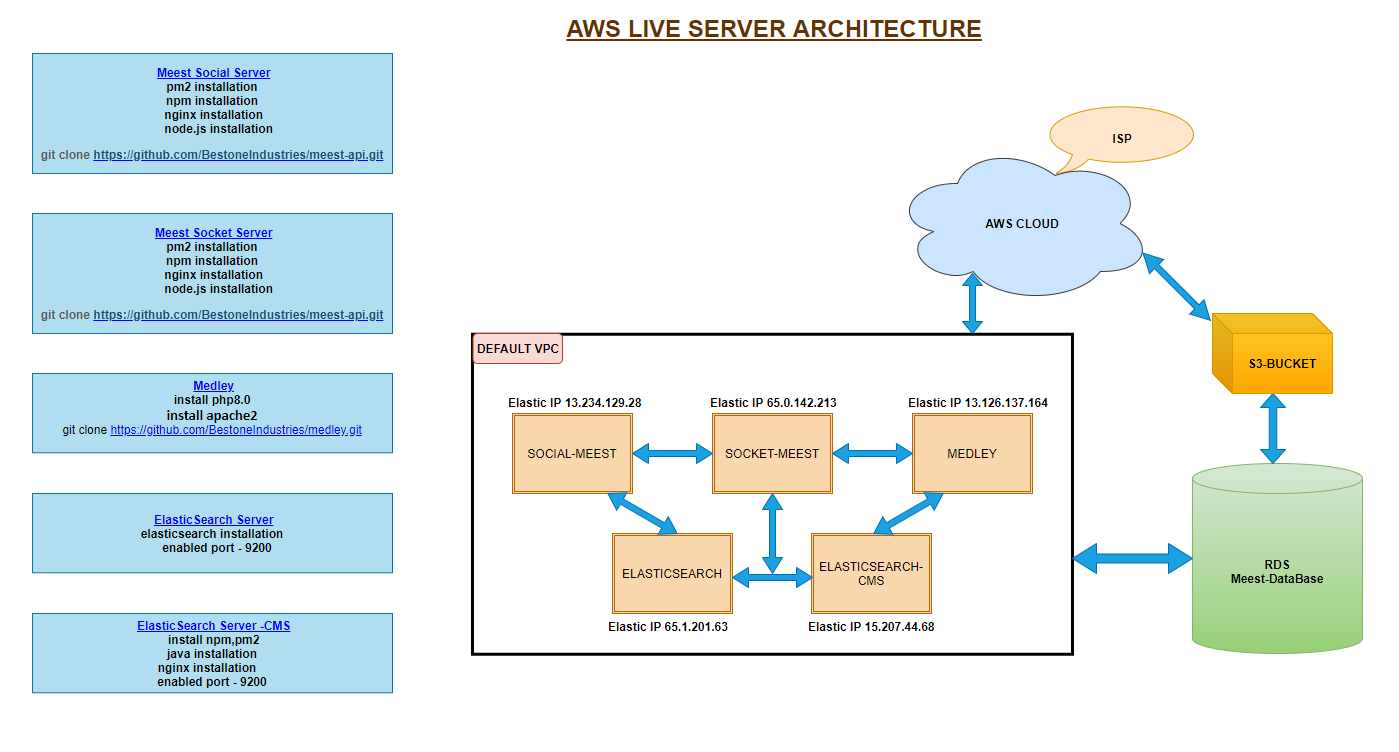 AWS LIVE SERVER ARCHITECTURE
Meest Social Server
pm2 installation
npm installation
nginx installation
node.js installation
git clone https://github.com/BestoneIndustries/meest-api.git
Meest Socket Server
pm2 installation
npm installation
nginx installation
node.js installation
git clone https://github.com/BestoneIndustries/meest-api.git
Medley
install php8.0
install apache2
git clone https://github.com/BestoneIndustries/medley.git
ElasticSearch Server
elasticsearch installation
enabled port - 9200
ElasticSearch Server -CMS
install npm,pm2
java installation
nginx installation
enabled port - 9200
ISP
AWS CLOUD
S3-BUCKET
DEFAULT VPC
Elastic IP 13.234.129.28
Elastic IP 65.0.142.213
Elastic IP 13.126.137.164
SOCIAL-MEEST
SOCKET-MEEST
MEDLEY
ELASTICSEARCH
ELASTICSEARCH-
CMS
Elastic IP 65.1.201.63
Elastic IP 15.207.44.68
RDS
Meest-DataBase